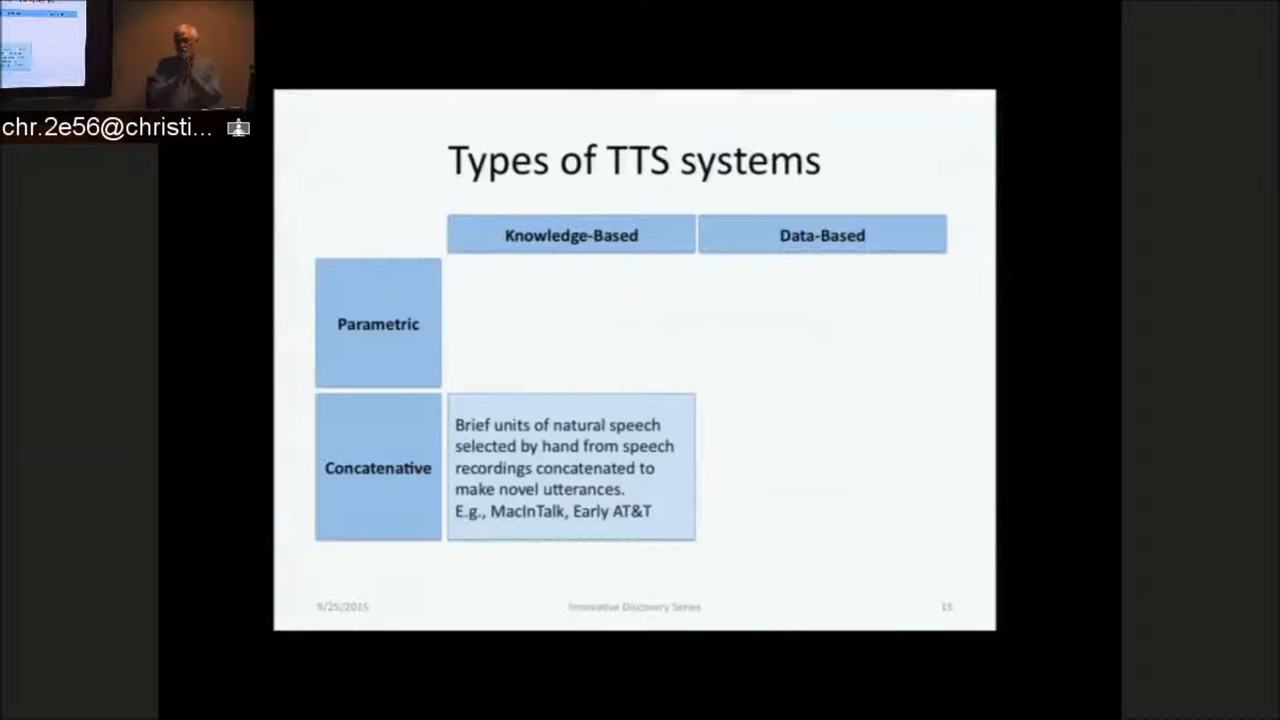 chr.2e56@christi...
Types of TTS systems
Knowledge-Based
Data-Based
Parametric
Concatenative
Brief units of natural speech
selected by hand from speech
recordings concatenated to
make novel utterances.
E.g., MacInTalk, Early AT&T
9/25/2015
Innovative Discovery Series
15